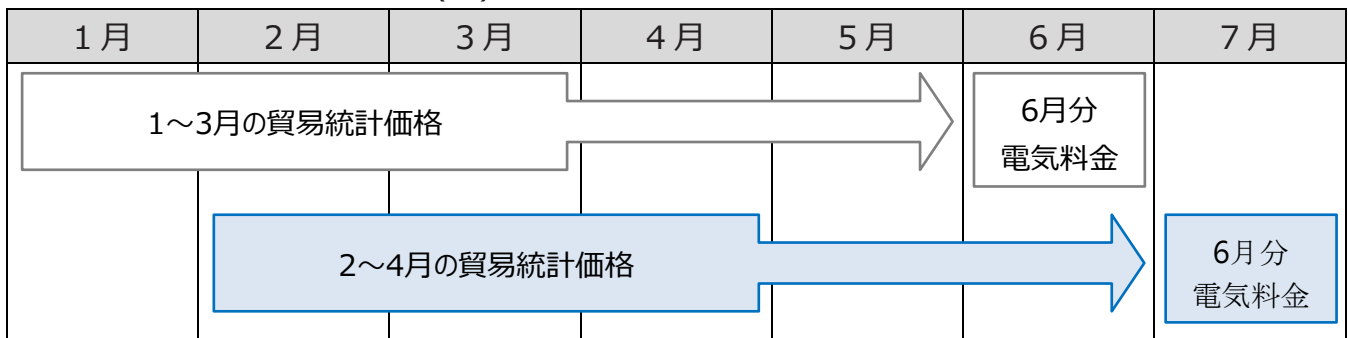 1月 2月 3月 4月 5月 6月 7月
1～3月の貿易統計価格
6月分
電気料金
2～4月の貿易統計価格
6月分
電気料金